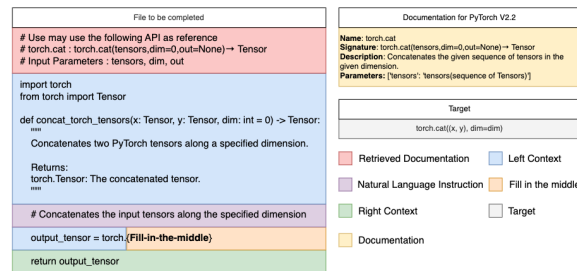 File to be completed
# Use may use the following API as reference
# torch.cat : torch.cat(tensors,dim=0,out=None)→ Tensor
# Input Parameters : tensors, dim, out
import torch
from torch import Tensor
def concat_torch_tensors(x: Tensor, y: Tensor, dim: int = 0) -> Tensor:
"""
Concatenates two PyTorch tensors along a specified dimension.
Returns:
torch.Tensor: The concatenated tensor.
"""
# Concatenates the input tensors along the specified dimension
output_tensor = torch.{Fill-in-the-middle}
return output_tensor
Documentation for PyTorch V2.2
Name: torch.cat
Signature: torch.cat(tensors,dim=0,out=None)→ Tensor
Description: Concatenates the given sequence of tensors in the
given dimension.
Parameters: ['tensors': 'tensors(sequence of Tensors)']
Target
torch.cat((x, y), dim=dim)
Retrieved Documentation
Left Context
Natural Language Instruction
Fill in the middle
Right Context
Target
Documentation